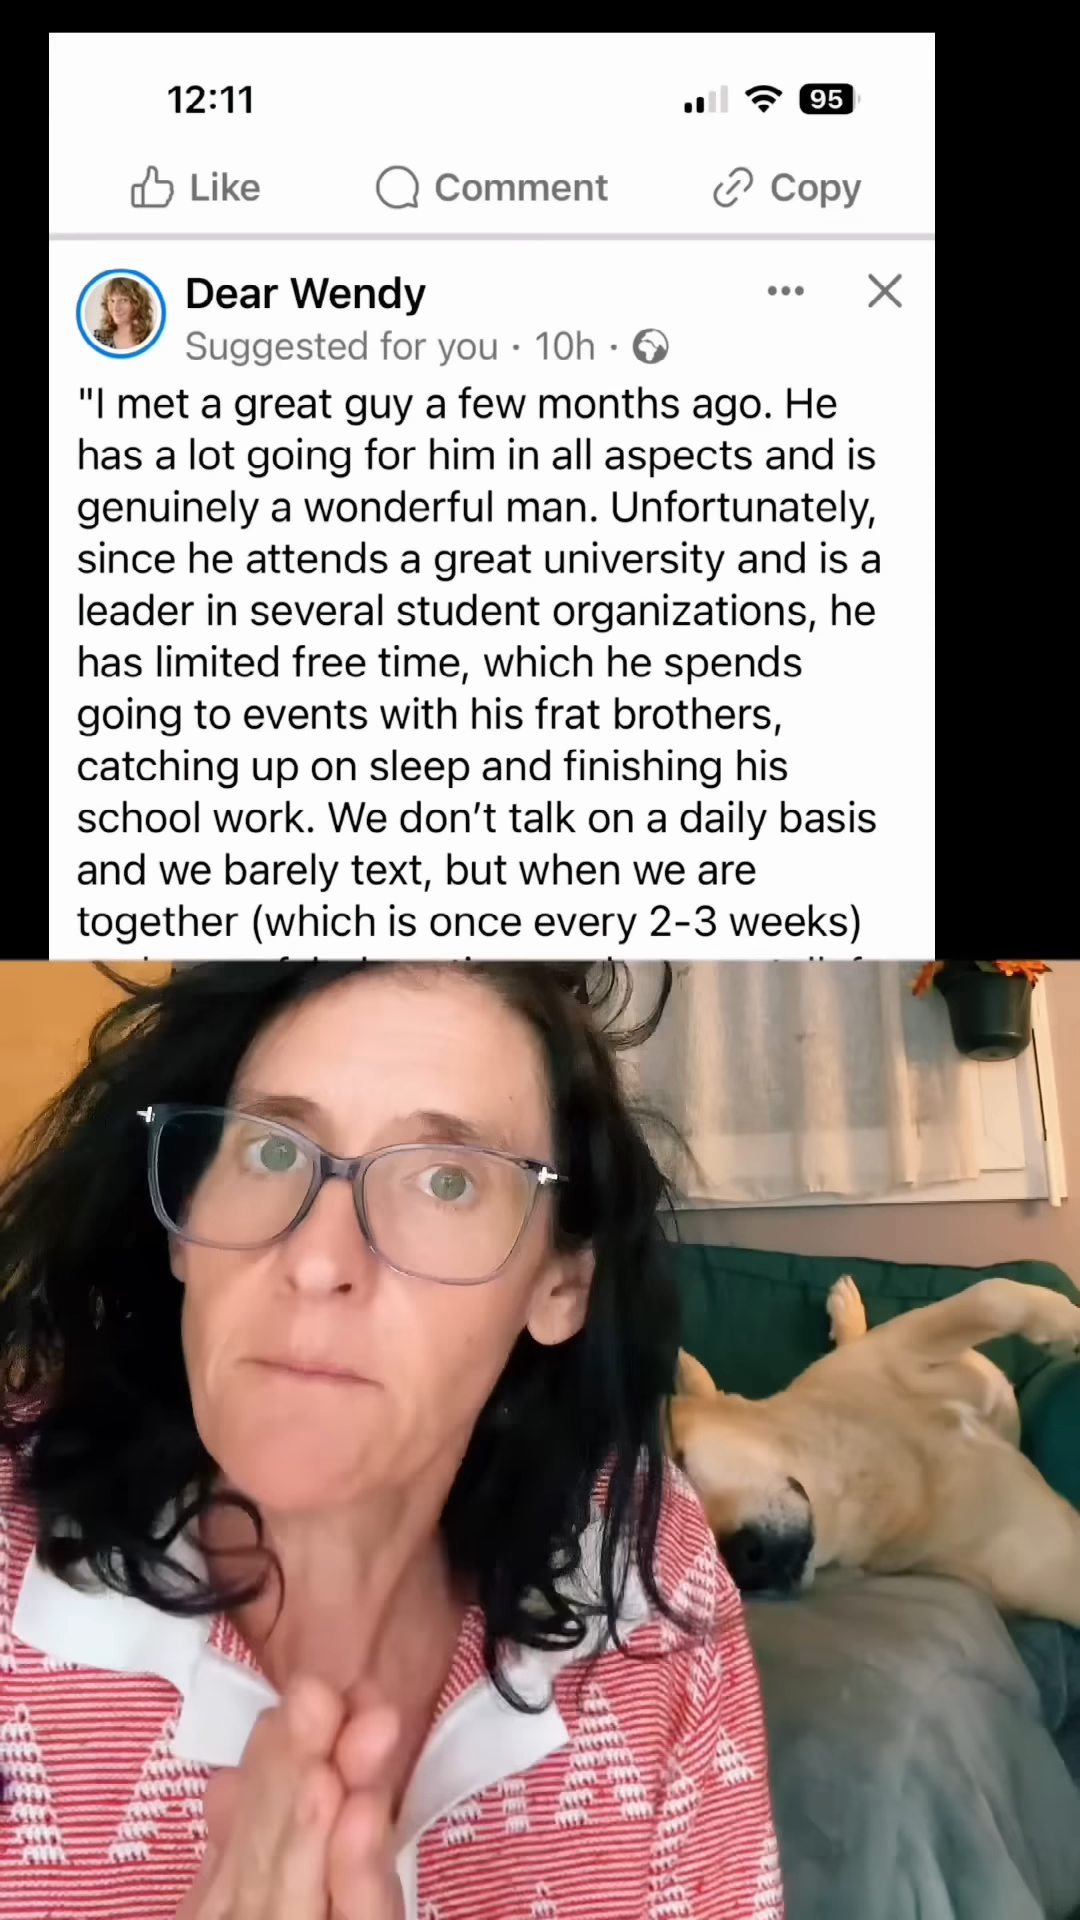 12:11
95
Like
Comment
Copy
Dear Wendy
Suggested for you · 10h ·
"I met a great guy a few months ago. He
has a lot going for him in all aspects and is
genuinely a wonderful man. Unfortunately,
since he attends a great university and is a
leader in several student organizations, he
has limited free time, which he spends
going to events with his frat brothers,
catching up on sleep and finishing his
school work. We don’t talk on a daily basis
and we barely text, but when we are
together (which is once every 2-3 weeks)